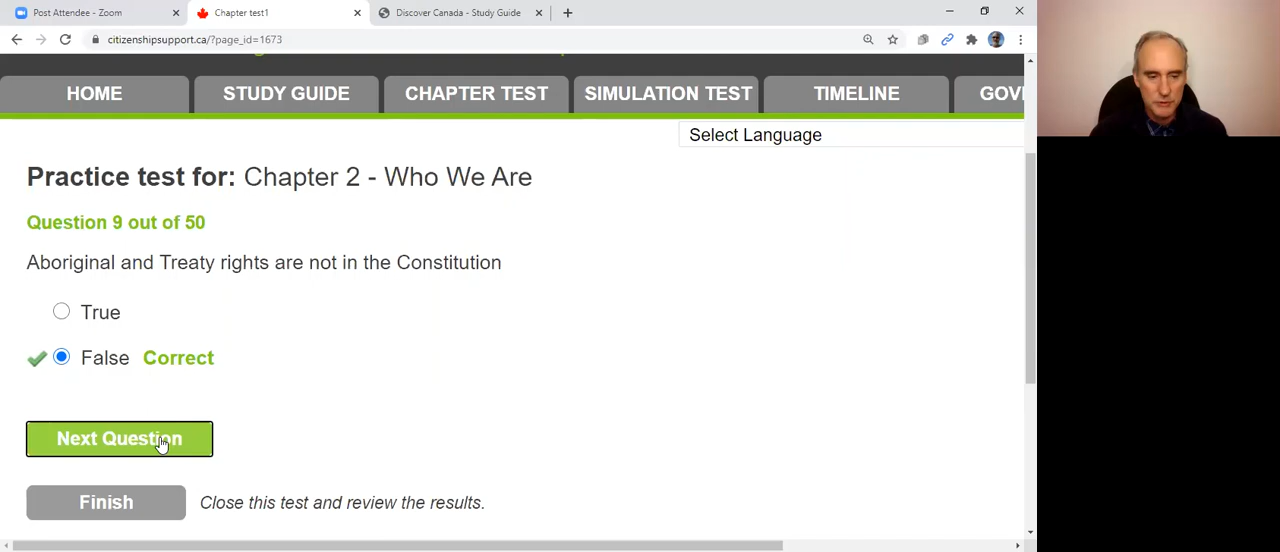 Post Attendee - Zoom
Chapter test1
Discover Canada - Study Guide
citizenshipsupport.ca/?page_id=1673
HOME
STUDY GUIDE
CHAPTER TEST
SIMULATION TEST
TIMELINE
GOVE
Select Language
Practice test for: Chapter 2 - Who We Are
Question 9 out of 50
Aboriginal and Treaty rights are not in the Constitution
True
False Correct
Next Question
Finish Close this test and review the results.